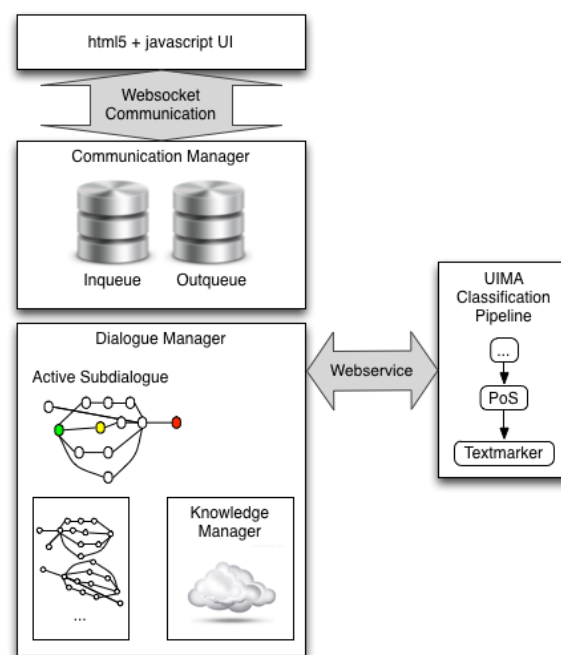 html5 + javascript UI
Websocket
Communication
Communication Manager
Inqueue
Outqueue
Dialogue Manager
Active Subdialogue
...
Knowledge
Manager
Webservice
UIMA
Classification
Pipeline
...
PoS
Textmarker